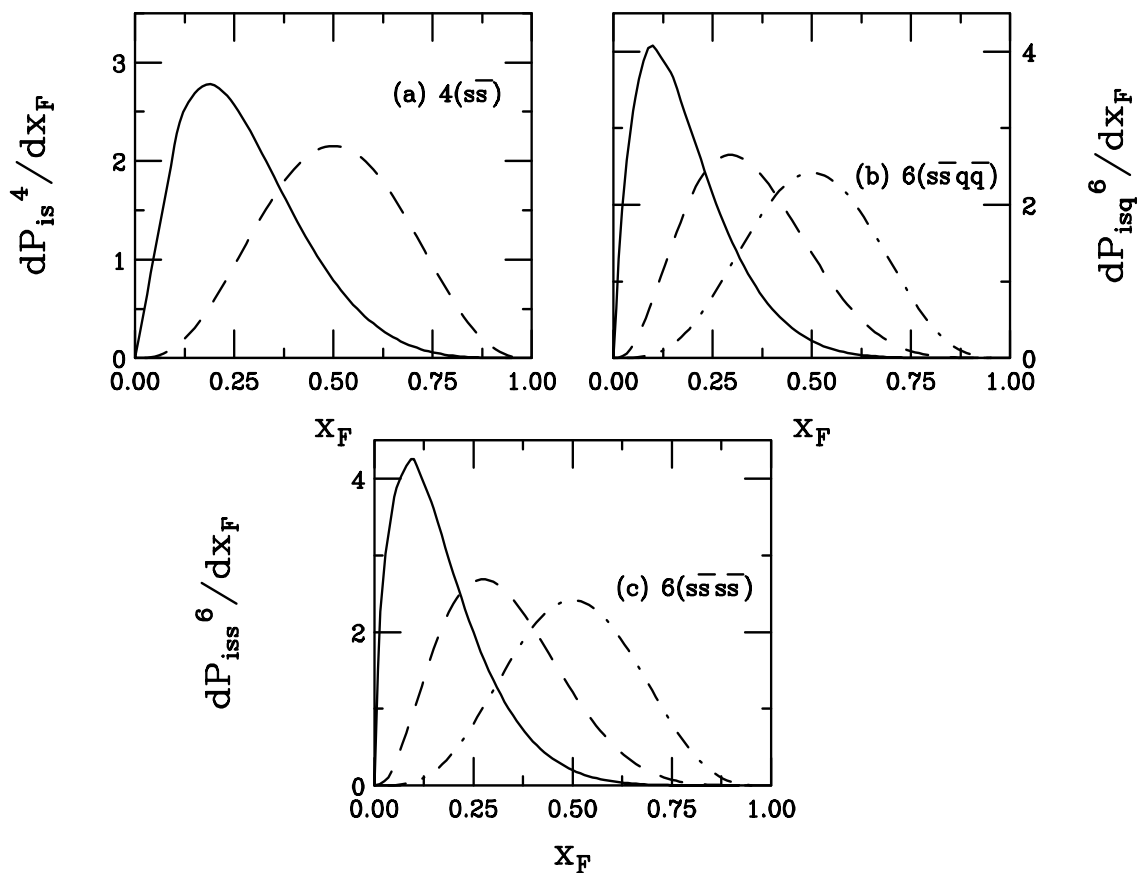 dP_is^4/dx_F
3
2
1
0
(a) 4(ss̅)
0.00 0.25 0.50 0.75 1.00
x_F
4
2
0
(b) 6(ss̅qq̅)
0.00 0.25 0.50 0.75 1.00
x_F
dP_isq^6/dx_F
dP_iss^6/dx_F
4
2
0
(c) 6(ss̅ss̅)
0.00 0.25 0.50 0.75 1.00
x_F